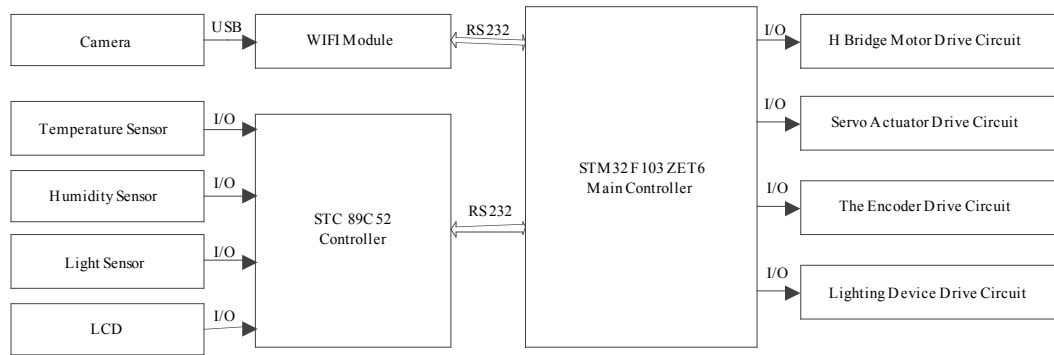 Camera
USB
WIFI Module
RS232
I/O
H Bridge Motor Drive Circuit
Temperature Sensor
I/O
I/O
Servo Actuator Drive Circuit
Humidity Sensor
I/O
STC 89C52
Controller
RS232
STM32F103ZET6
Main Controller
I/O
The Encoder Drive Circuit
Light Sensor
I/O
I/O
Lighting Device Drive Circuit
LCD
I/O